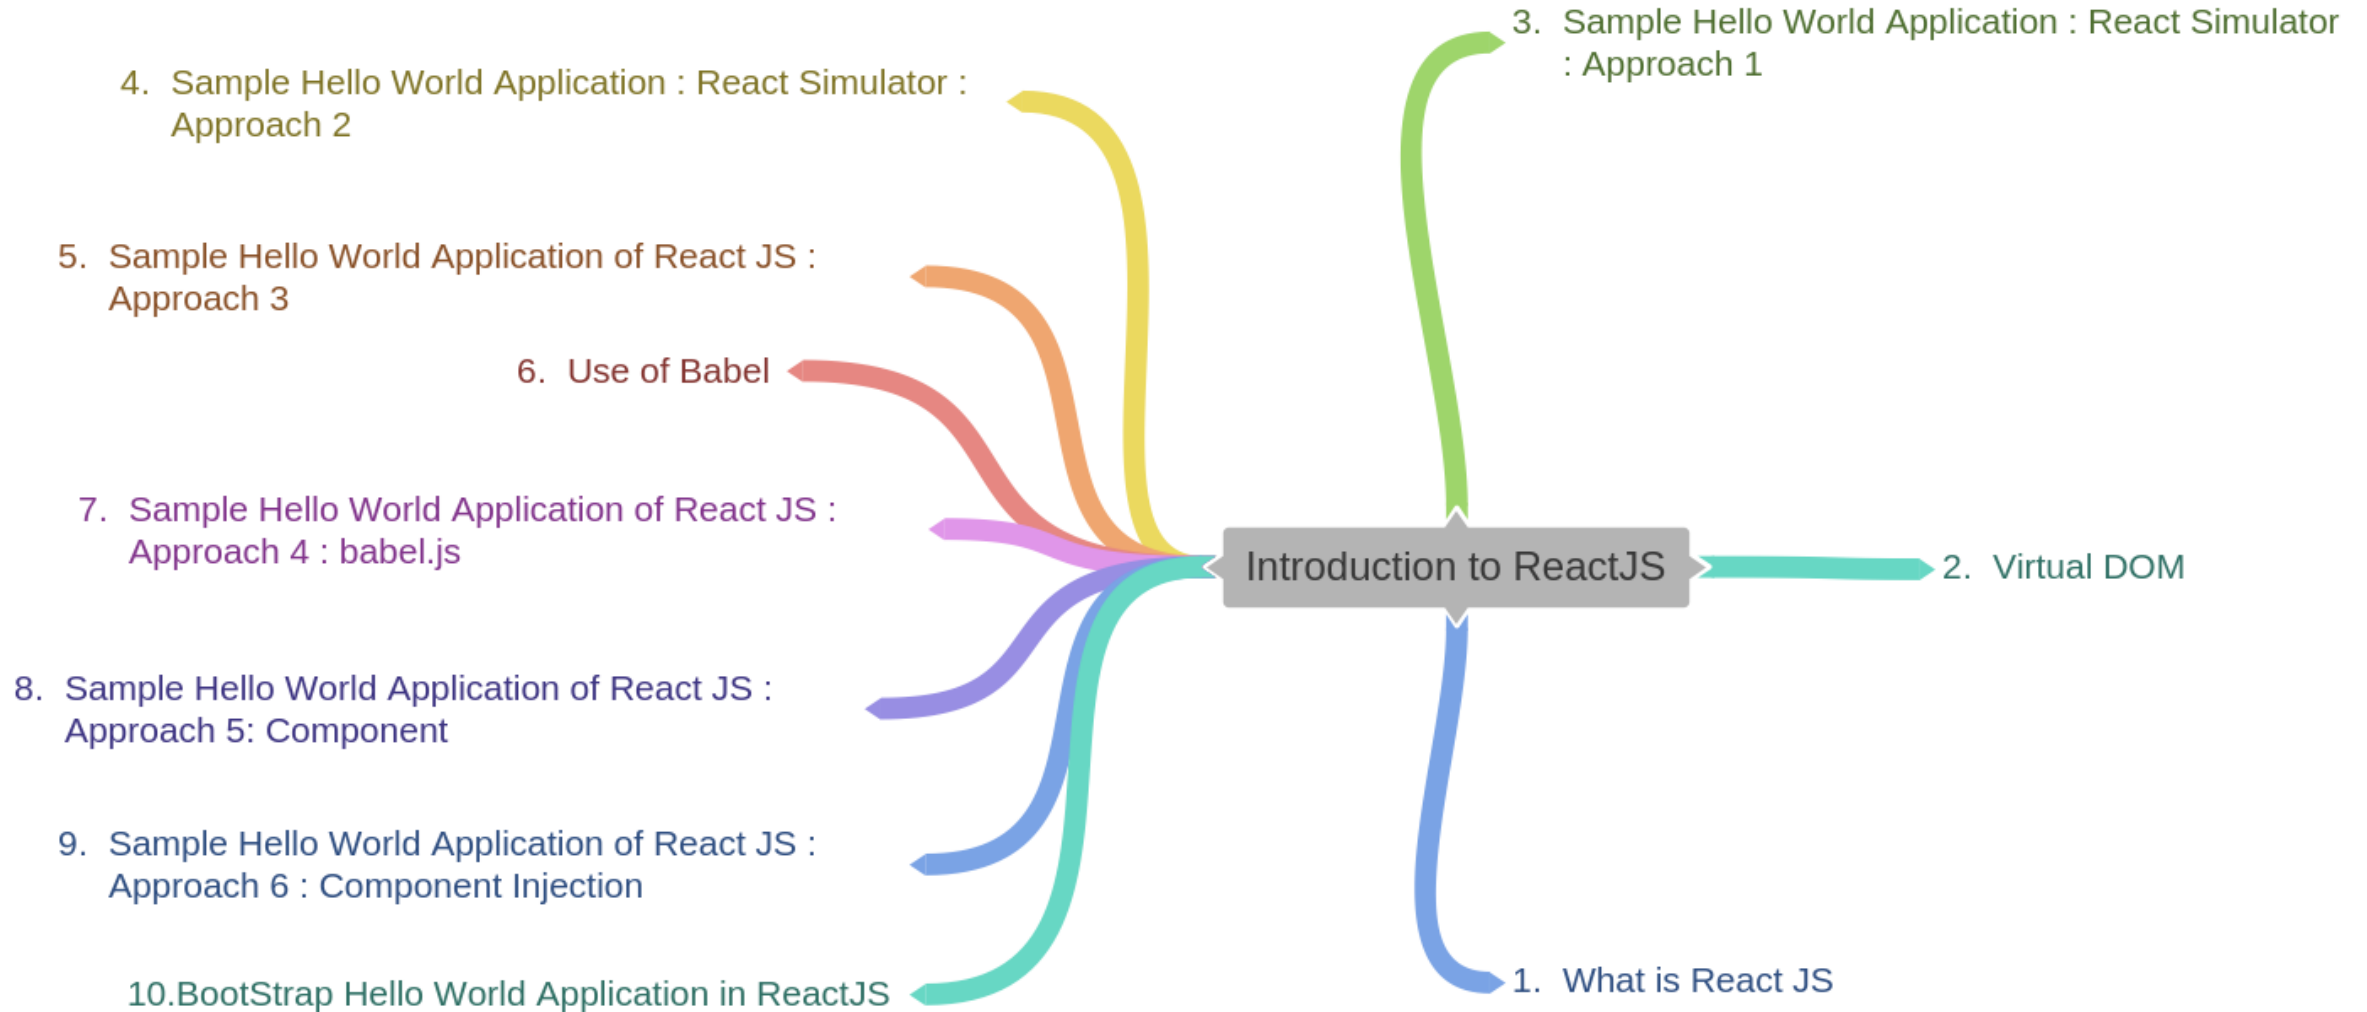 3. Sample Hello World Application : React Simulator
: Approach 1
4. Sample Hello World Application : React Simulator :
Approach 2
5. Sample Hello World Application of React JS :
Approach 3
6. Use of Babel
7. Sample Hello World Application of React JS :
Approach 4 : babel.js
Introduction to ReactJS
2. Virtual DOM
8. Sample Hello World Application of React JS :
Approach 5: Component
9. Sample Hello World Application of React JS :
Approach 6 : Component Injection
10.BootStrap Hello World Application in ReactJS
1. What is React JS